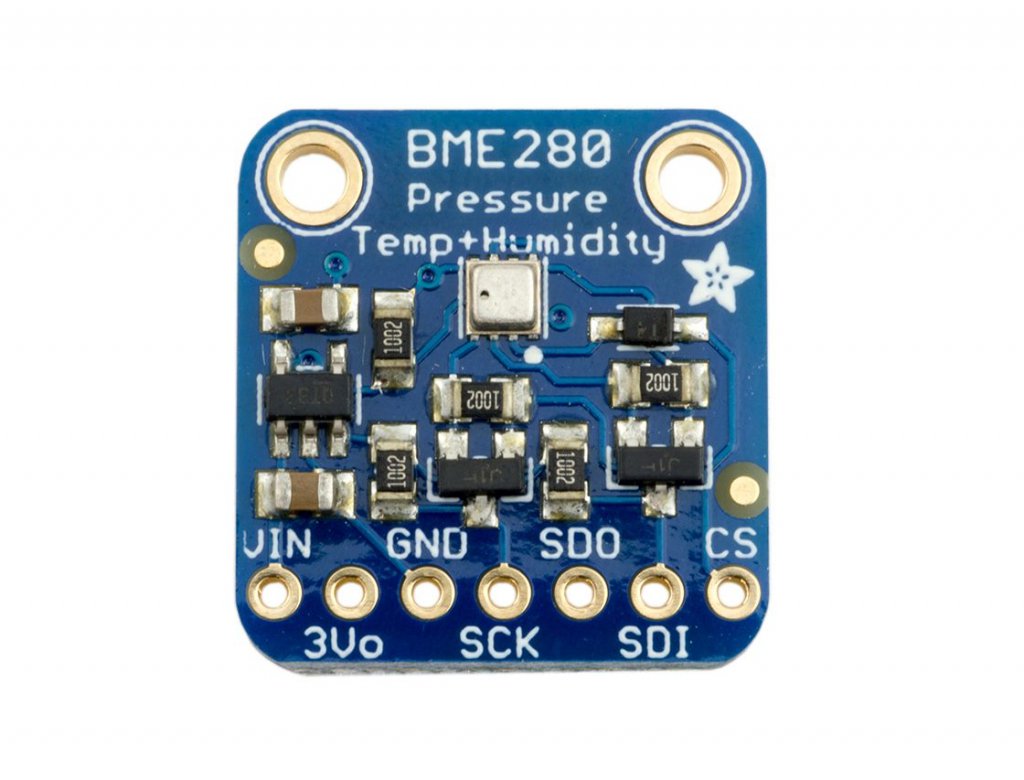 BME280
Pressure
Temp+Humidity
1002
1002
1002
1002
1002
VIN GND SDO CS
3Vo SCK SDI